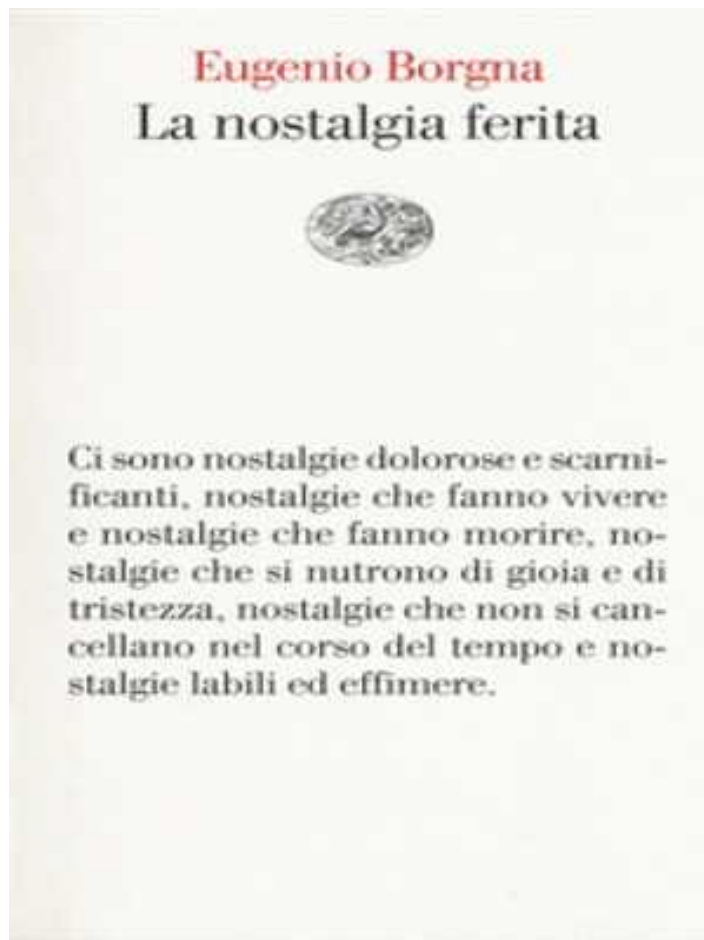 Eugenio Borgna
La nostalgia ferita
Ci sono nostalgie dolorose e scarni-
ficanti, nostalgie che fanno vivere
e nostalgie che fanno morire, no-
stalgie che si nutrono di gioia e di
tristezza, nostalgie che non si can-
cellano nel corso del tempo e no-
stalgie labili ed effimere.